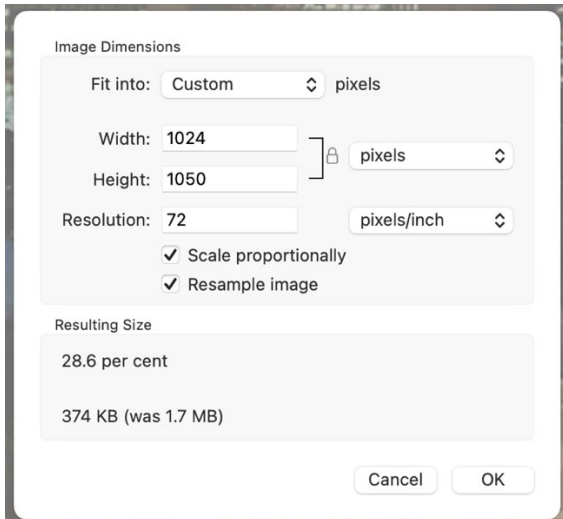 Image Dimensions
Fit into: Custom pixels
Width: 1024
pixels
Height: 1050
Resolution: 72 pixels/inch
Scale proportionally
Resample image
Resulting Size
28.6 per cent
374 KB (was 1.7 MB)
Cancel OK